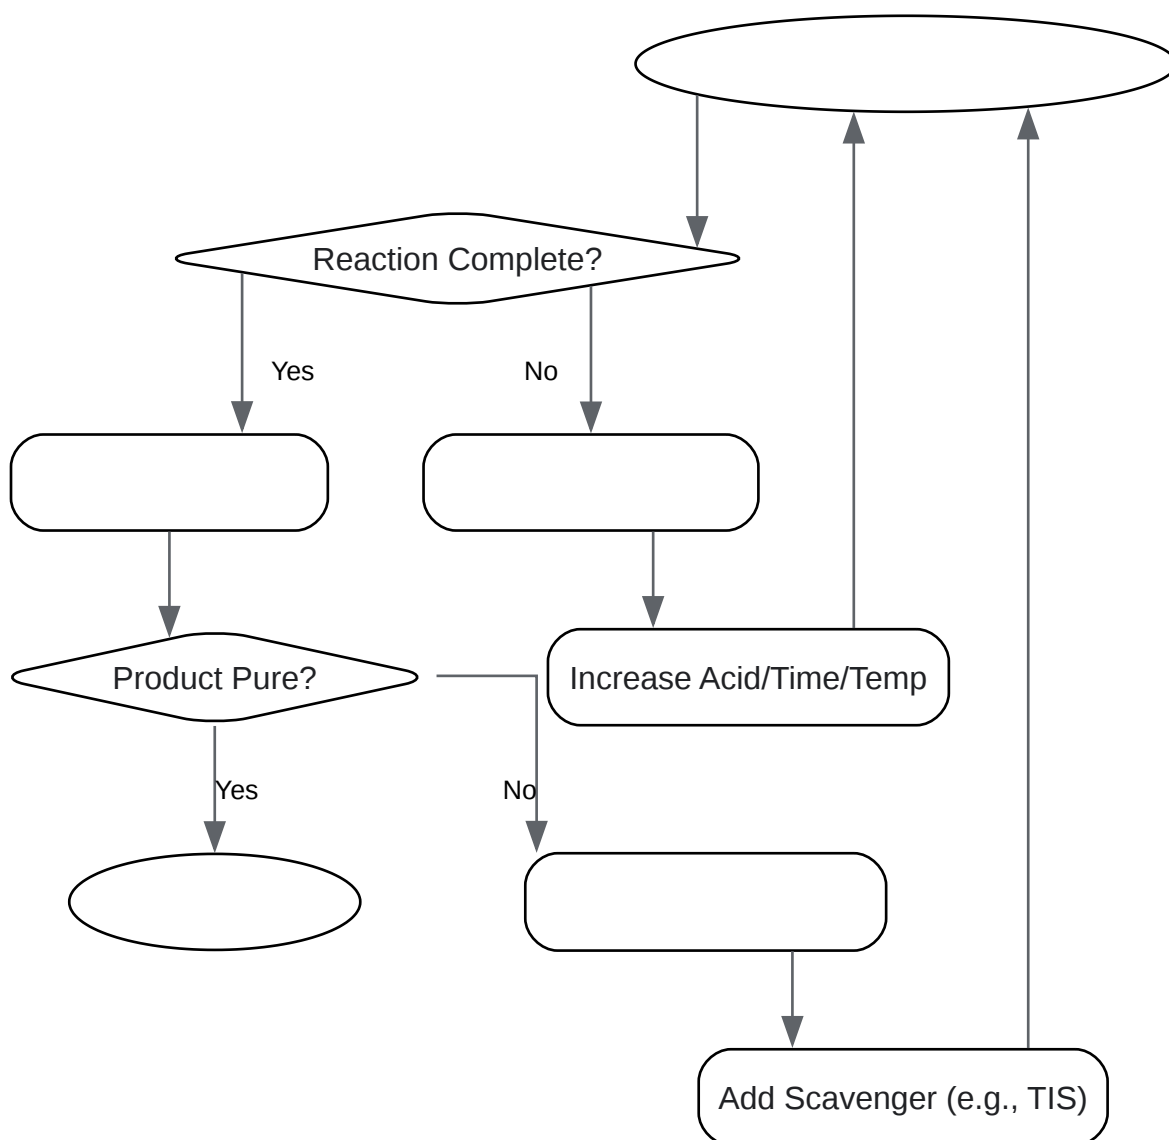 Reaction Complete?
Yes
No
Product Pure?
Increase Acid/Time/Temp
Yes
No
Add Scavenger (e.g., TIS)